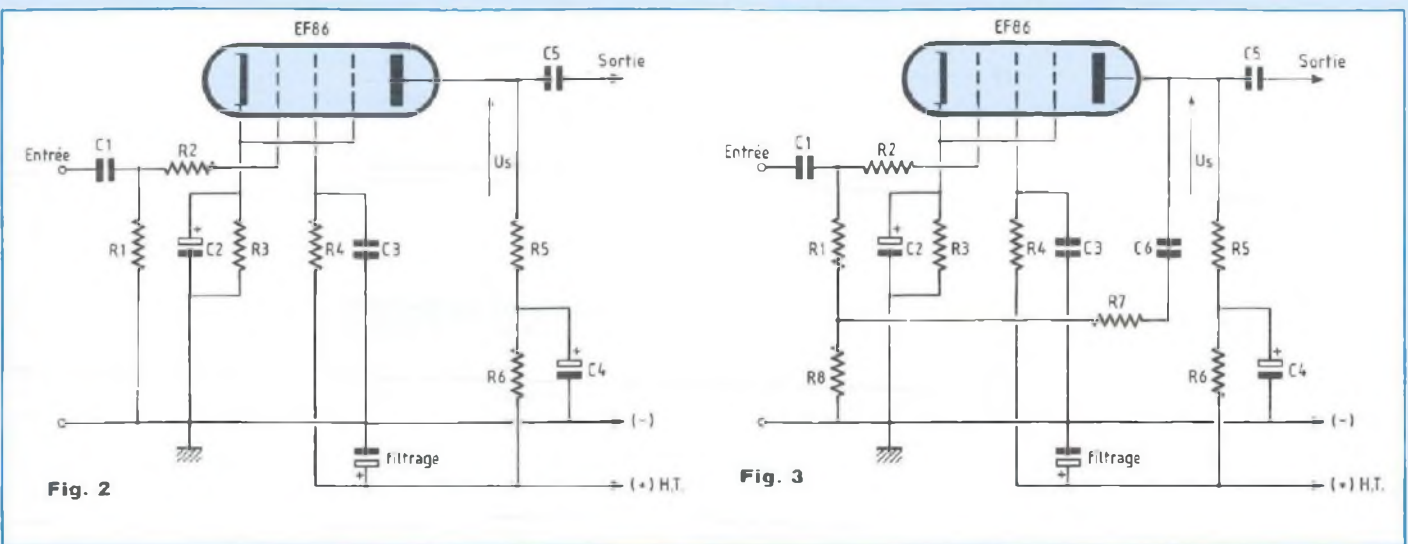 EF86
C5
Sortie
Entrée
C1
R2
Us
R1
C2
R3
R4
C3
R5
R6
C4
(-)
filtrage
(+) H.T.
Fig. 2
EF86
C5
Sortie
Entrée
C1
R2
Us
R1
C2
R3
R4
C3
C6
R5
R7
R8
R6
C4
(-)
filtrage
(+) H.T.
Fig. 3